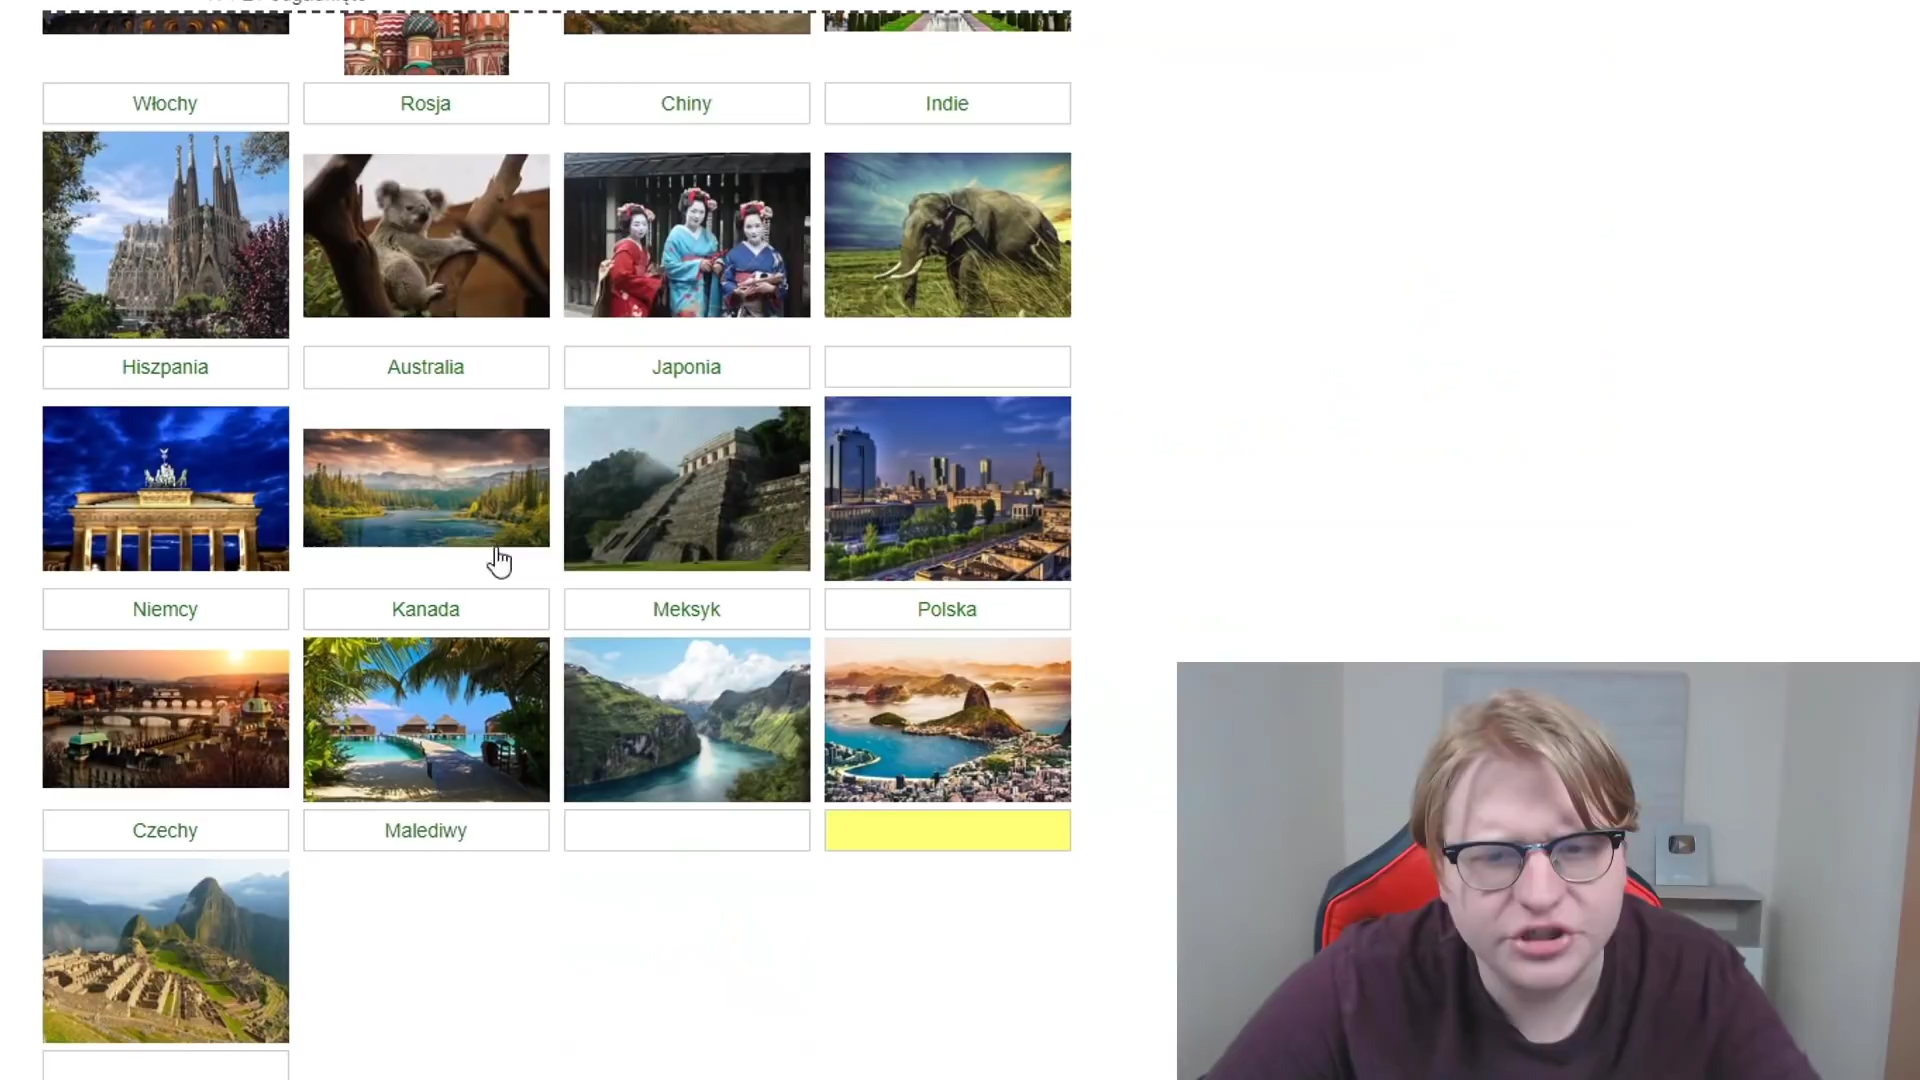 Włochy
Rosja
Chiny
Indie
Hiszpania
Australia
Japonia
Niemcy
Kanada
Meksyk
Polska
Czechy
Malediwy